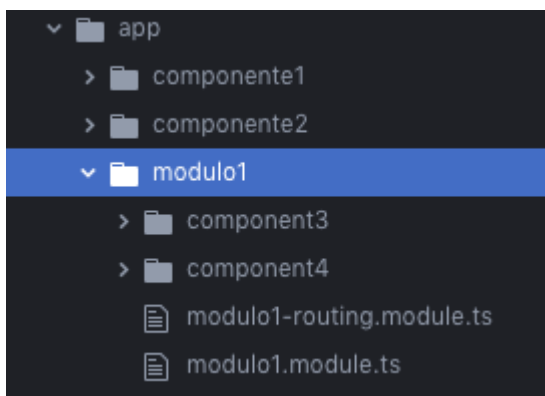 app
componente1
componente2
modulo1
component3
component4
modulo1-routing.module.ts
modulo1.module.ts